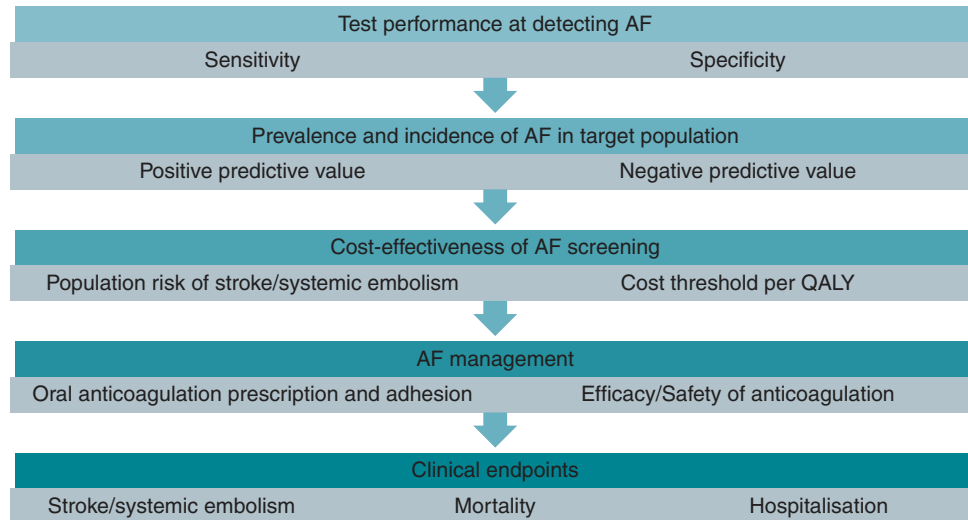 Test performance at detecting AF
Sensitivity Specificity
Prevalence and incidence of AF in target population
Positive predictive value Negative predictive value
Cost-effectiveness of AF screening
Population risk of stroke/systemic embolism Cost threshold per QALY
AF management
Oral anticoagulation prescription and adhesion Efficacy/Safety of anticoagulation
Clinical endpoints
Stroke/systemic embolism Mortality Hospitalisation